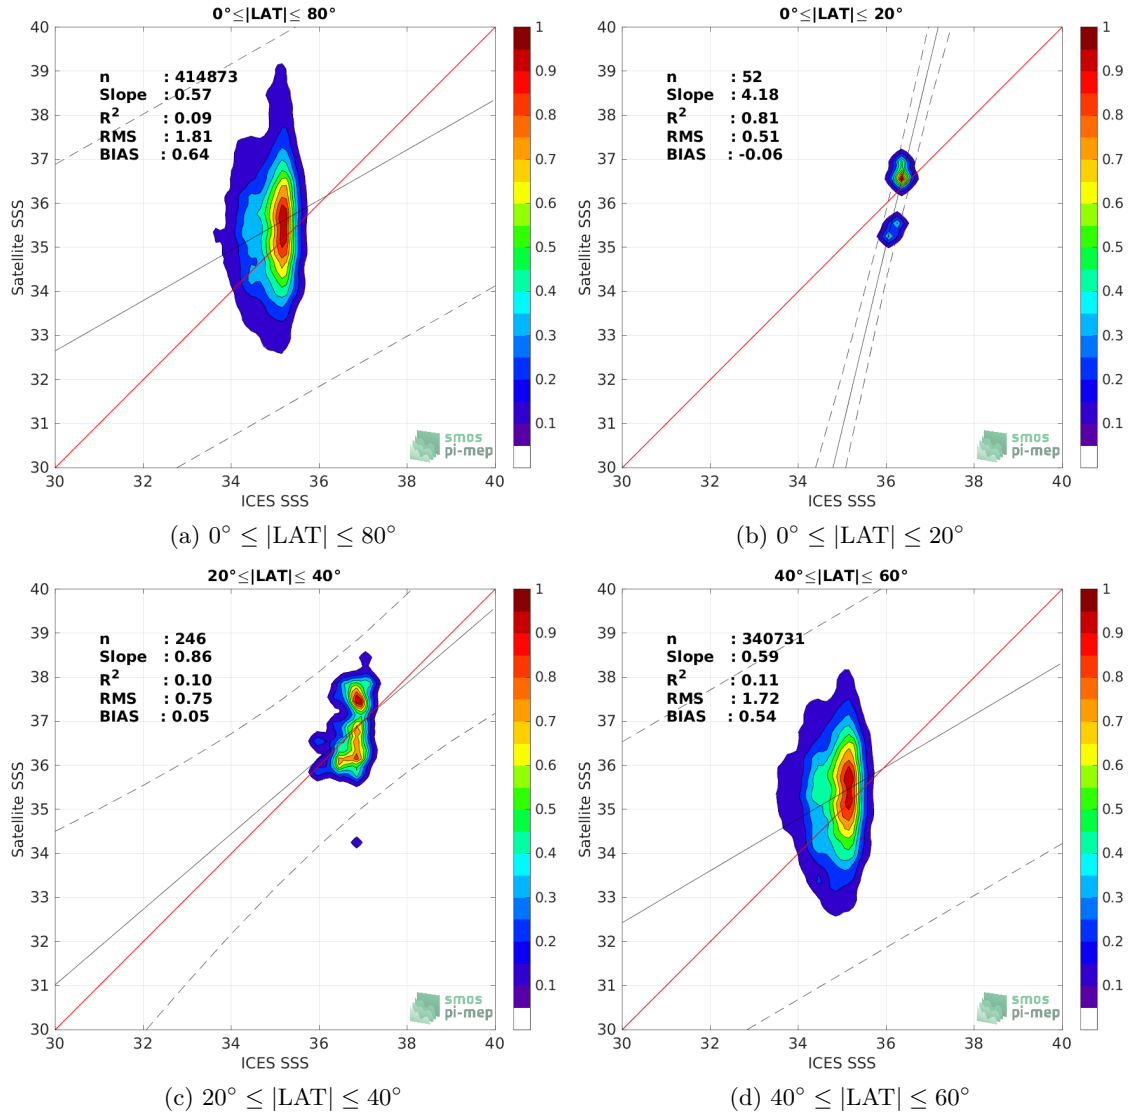 0°≤|LAT|≤ 80°
40
39
38
37
36
35
34
33
32
31
30
Satellite SSS
n : 414873
Slope : 0.57
R² : 0.09
RMS : 1.81
BIAS : 0.64
smos
pi-mep
30 32 34 36 38 40
ICES SSS
1
0.9
0.8
0.7
0.6
0.5
0.4
0.3
0.2
0.1
(a) 0° ≤ |LAT| ≤ 80°
0°≤|LAT|≤ 20°
40
39
38
37
36
35
34
33
32
31
30
Satellite SSS
n : 52
Slope : 4.18
R² : 0.81
RMS : 0.51
BIAS : -0.06
smos
pi-mep
30 32 34 36 38 40
ICES SSS
1
0.9
0.8
0.7
0.6
0.5
0.4
0.3
0.2
0.1
(b) 0° ≤ |LAT| ≤ 20°
20°≤|LAT|≤ 40°
40
39
38
37
36
35
34
33
32
31
30
Satellite SSS
n : 246
Slope : 0.86
R² : 0.10
RMS : 0.75
BIAS : 0.05
smos
pi-mep
30 32 34 36 38 40
ICES SSS
1
0.9
0.8
0.7
0.6
0.5
0.4
0.3
0.2
0.1
(c) 20° ≤ |LAT| ≤ 40°
40°≤|LAT|≤ 60°
40
39
38
37
36
35
34
33
32
31
30
Satellite SSS
n : 340731
Slope : 0.59
R² : 0.11
RMS : 1.72
BIAS : 0.54
smos
pi-mep
30 32 34 36 38 40
ICES SSS
1
0.9
0.8
0.7
0.6
0.5
0.4
0.3
0.2
0.1
(d) 40° ≤ |LAT| ≤ 60°